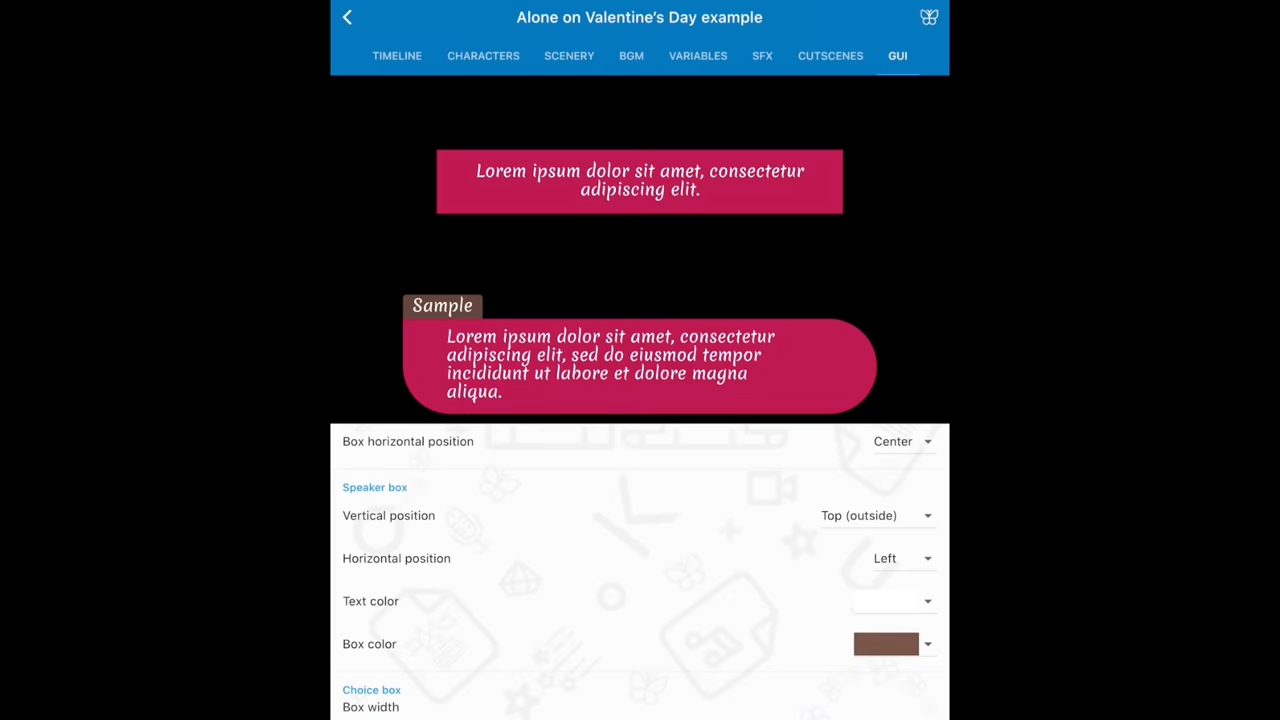 Alone on Valentine’s Day example
TIMELINE CHARACTERS SCENERY BGM VARIABLES SFX CUTSCENES GUI
Lorem ipsum dolor sit amet, consectetur
adipiscing elit.
Sample
Lorem ipsum dolor sit amet, consectetur
adipiscing elit, sed do eiusmod tempor
incididunt ut labore et dolore magna
aliqua.
Box horizontal position Center
Speaker box
Vertical position Top (outside)
Horizontal position Left
Text color
Box color
Choice box
Box width